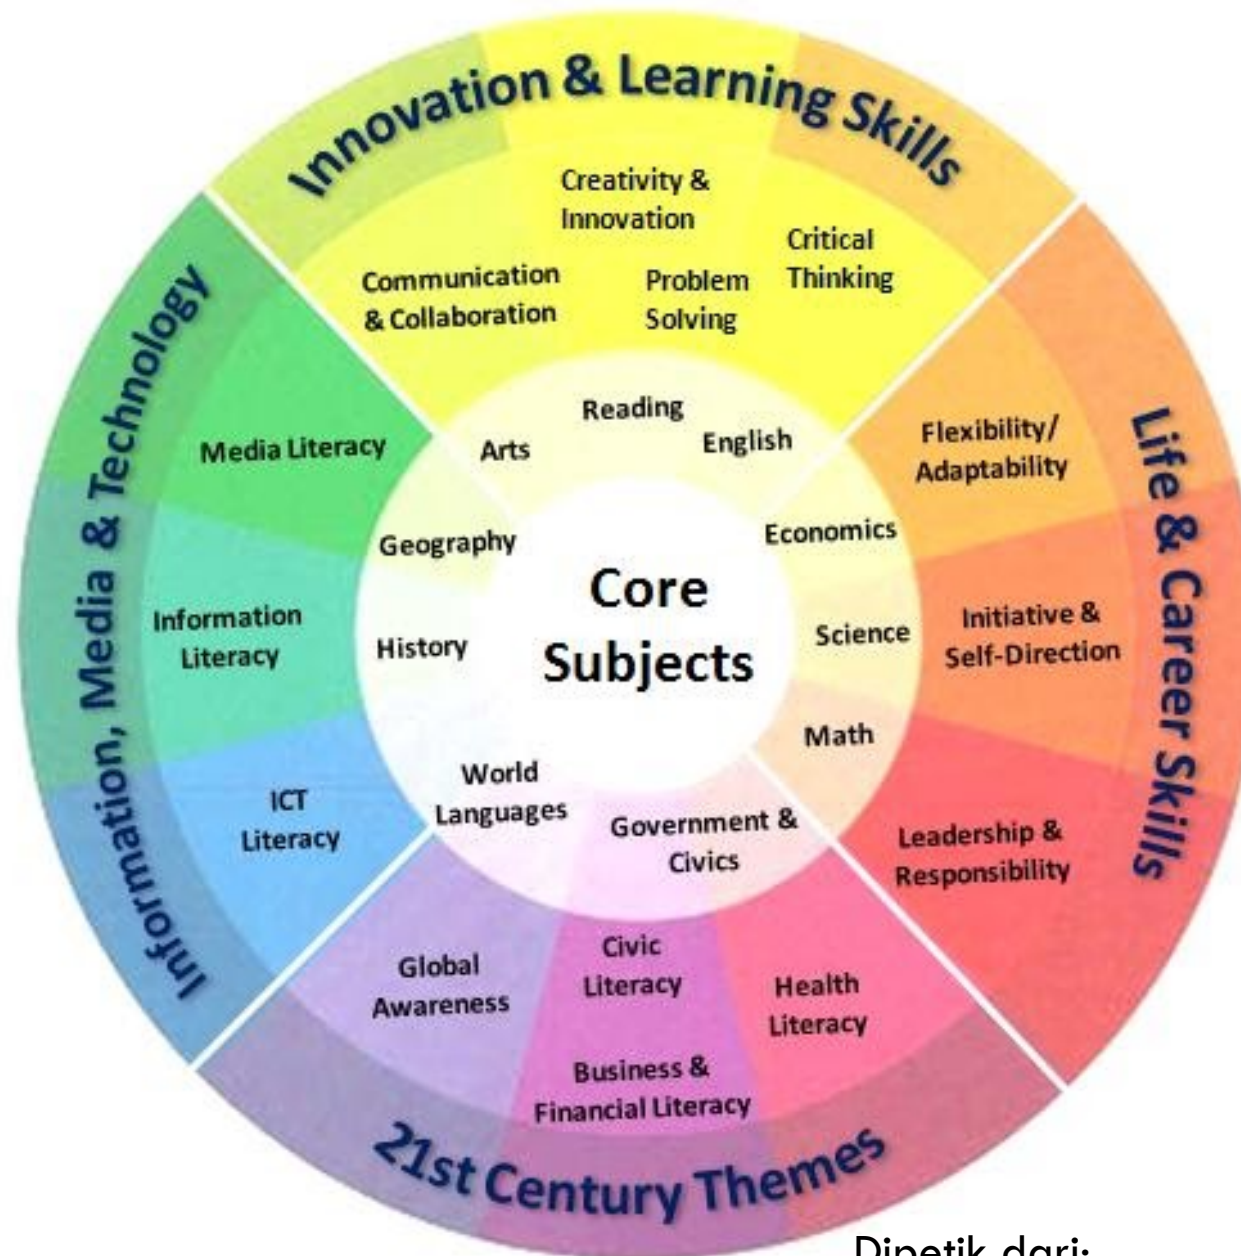 Innovation & Learning Skills
Creativity &
Innovation
Critical
Thinking
Communication
& Collaboration
Problem
Solving
Life & Career Skills
Flexibility/
Adaptability
Initiative &
Self-Direction
Leadership &
Responsibility
21st Century Themes
Global
Awareness
Civic
Literacy
Business &
Financial Literacy
Health
Literacy
Information, Media & Technology
Media Literacy
Information
Literacy
ICT
Literacy
Core
Subjects
Reading
English
Arts
Economics
Science
Math
Government &
Civics
World
Languages
History
Geography
Dipetik dari: